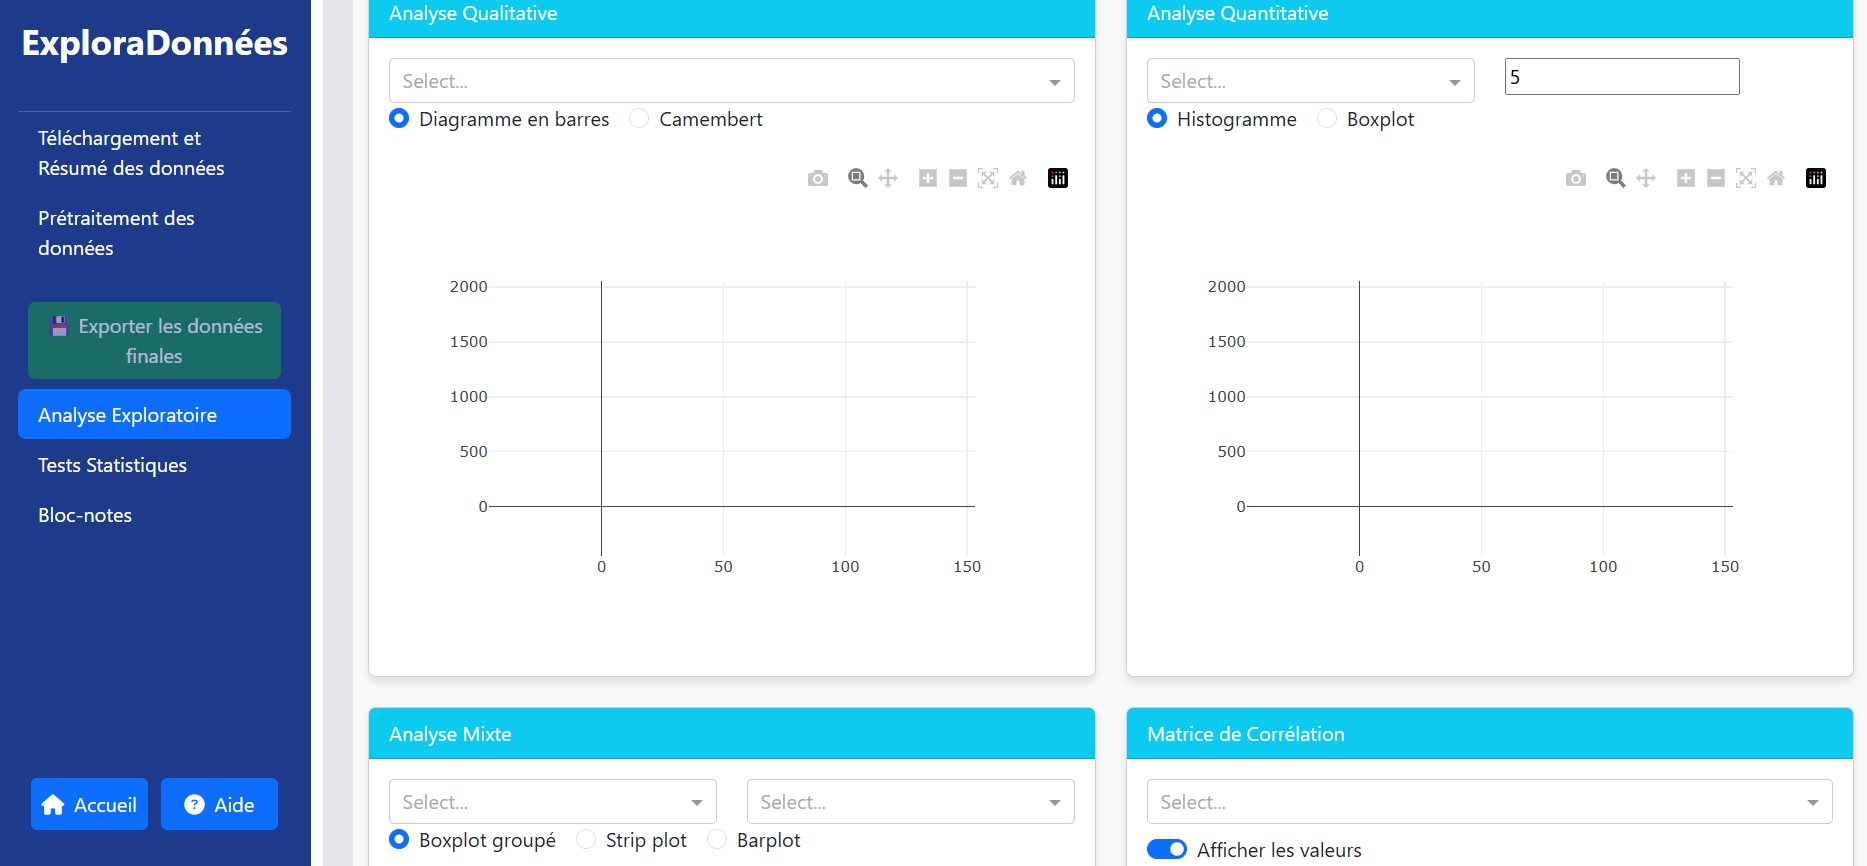 ExploraDonnées
Téléchargement et
Résumé des données
Prétraitement des
données
Exporter les données
finales
Analyse Exploratoire
Tests Statistiques
Bloc-notes
Accueil
Aide
Analyse Qualitative
Select...
Diagramme en barres Camembert
2000
1500
1000
500
0
0 50 100 150
Analyse Quantitative
Select... 5
Histogramme Boxplot
2000
1500
1000
500
0
0 50 100 150
Analyse Mixte
Select... Select...
Boxplot groupé Strip plot Barplot
Matrice de Corrélation
Select...
Afficher les valeurs